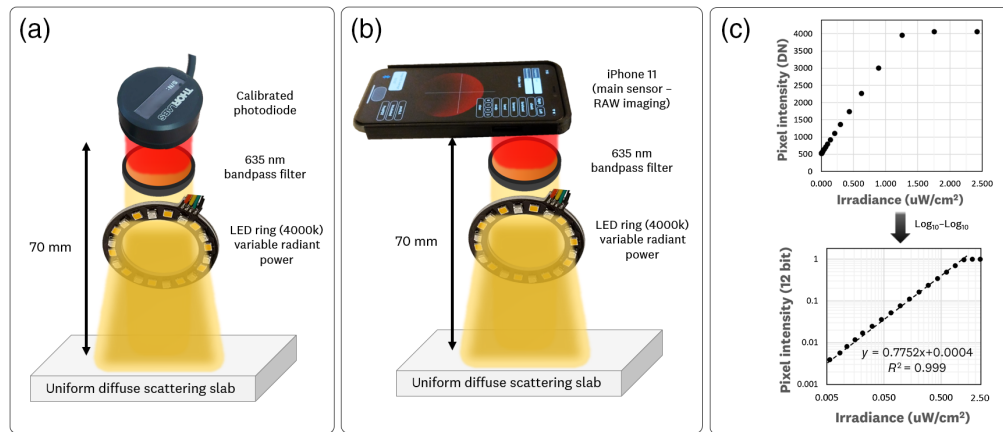 (a)
Calibrated
photodiode
THORLABS
635 nm
bandpass filter
LED ring (4000k)
variable radiant
power
70 mm
Uniform diffuse scattering slab
(b)
iPhone 11
(main sensor –
RAW imaging)
635 nm
bandpass filter
LED ring (4000k)
variable radiant
power
70 mm
Uniform diffuse scattering slab
(c)
Pixel intensity (DN)
4000
3500
3000
2500
2000
1500
1000
500
0
0.000 0.500 1.000 1.500 2.000 2.500
Irradiance (uW/cm²)
Log₁₀–Log₁₀
Pixel intensity (12 bit)
1
0.1
0.01
0.001
y = 0.7752x+0.0004
R² = 0.999
0.005 0.050 0.500 2.50
Irradiance (uW/cm²)